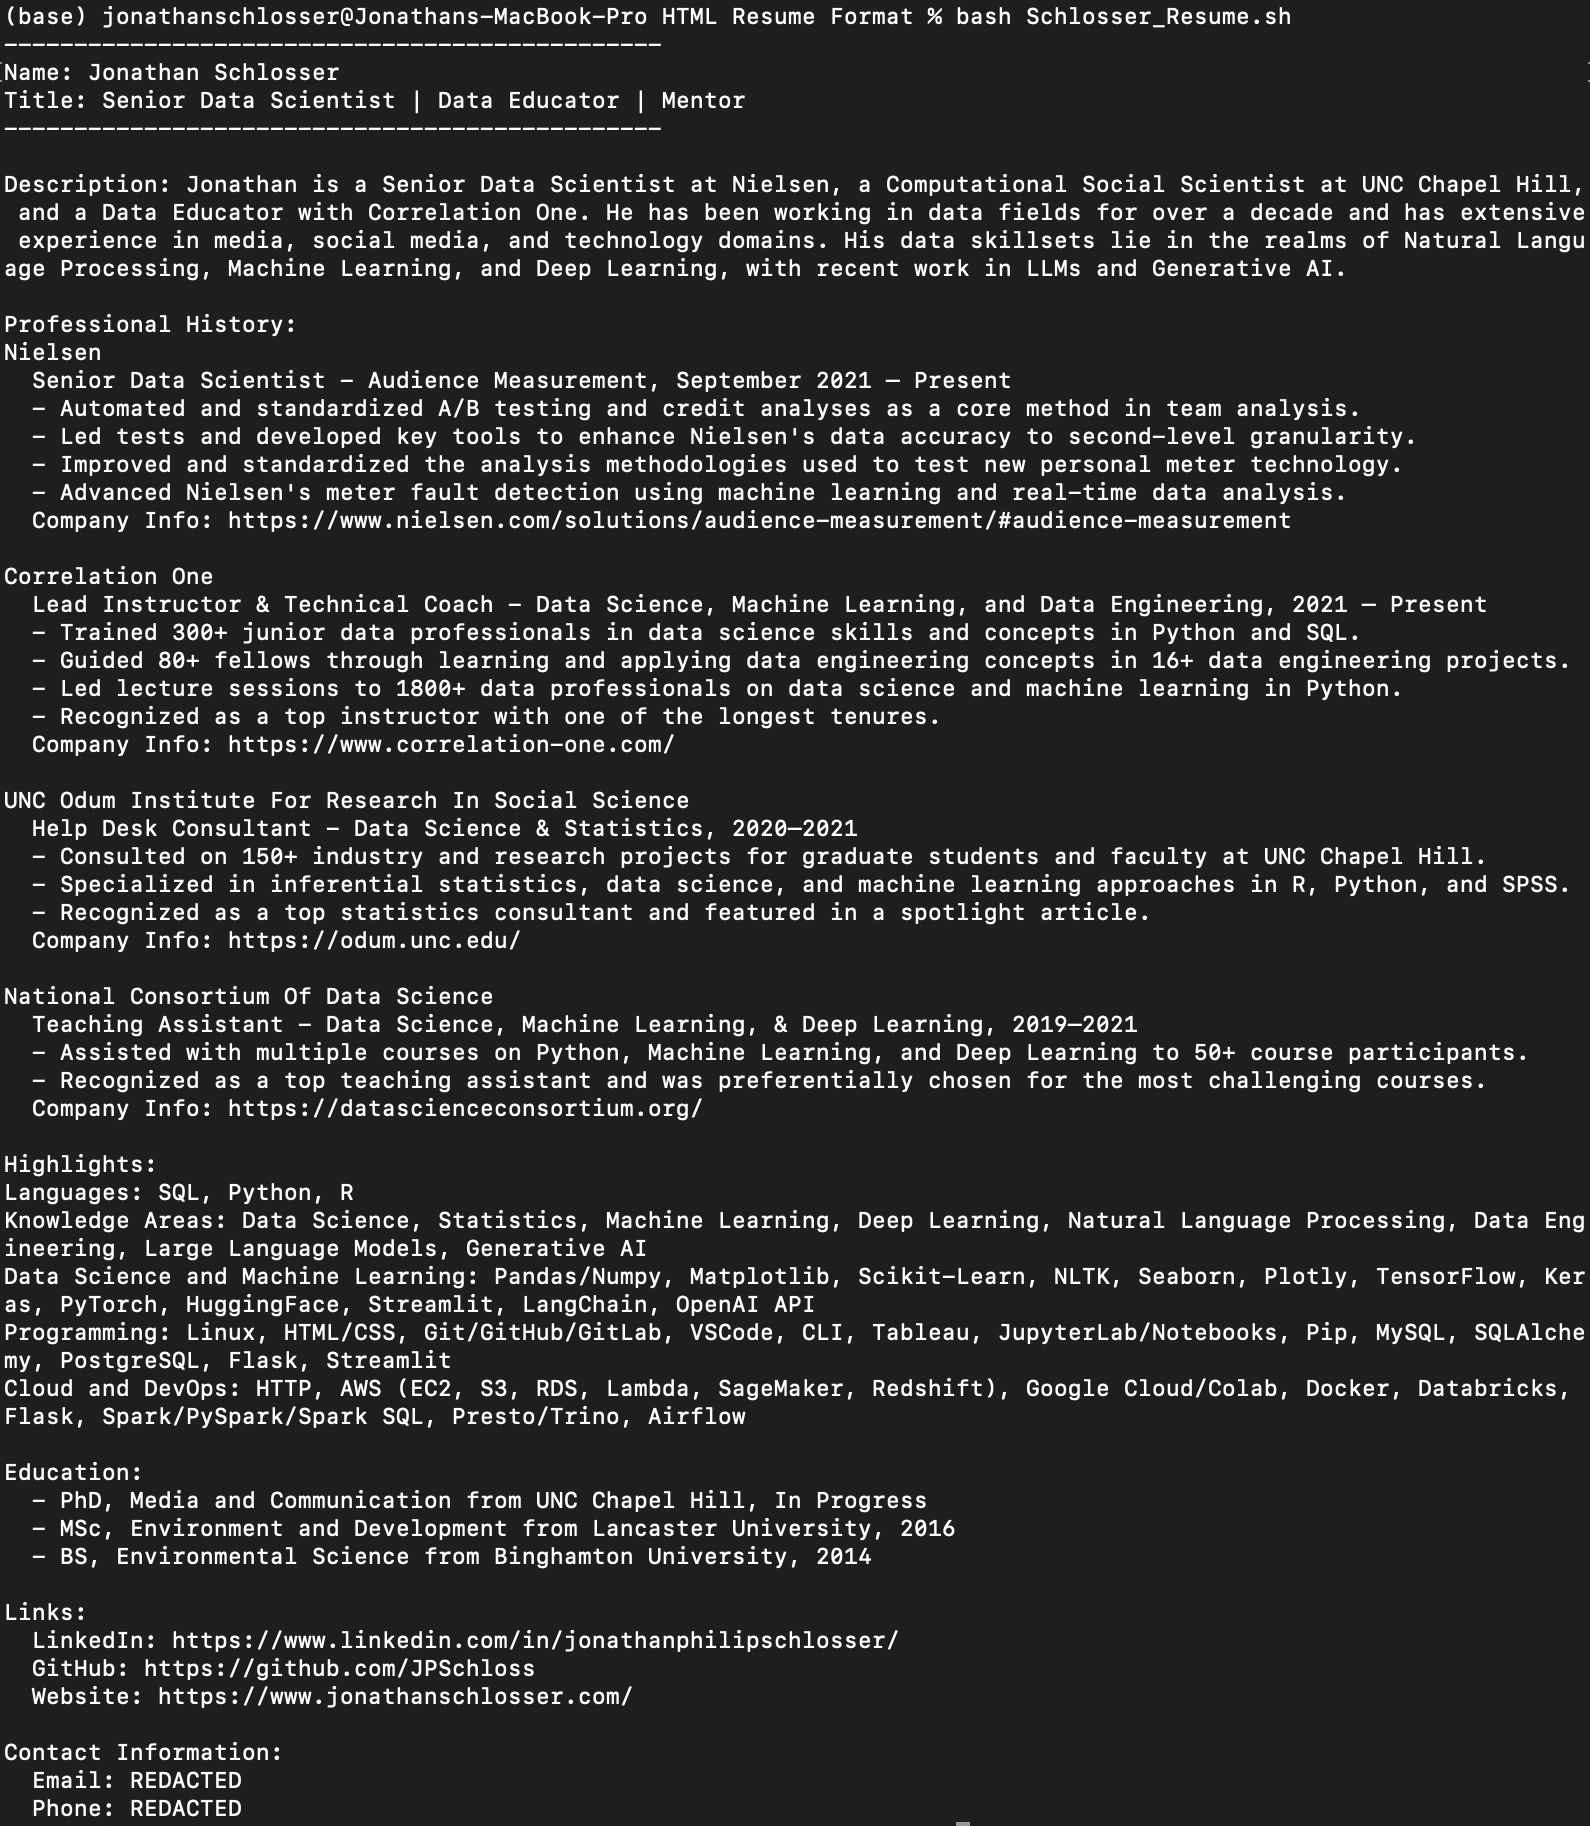 (base) jonathanschlosser@Jonathans-MacBook-Pro HTML Resume Format % bash Schlosser_Resume.sh
-----------------------------------------------
Name: Jonathan Schlosser
Title: Senior Data Scientist | Data Educator | Mentor
-----------------------------------------------
Description: Jonathan is a Senior Data Scientist at Nielsen, a Computational Social Scientist at UNC Chapel Hill,
 and a Data Educator with Correlation One. He has been working in data fields for over a decade and has extensive
 experience in media, social media, and technology domains. His data skillsets lie in the realms of Natural Langu
age Processing, Machine Learning, and Deep Learning, with recent work in LLMs and Generative AI.
Professional History:
Nielsen
  Senior Data Scientist - Audience Measurement, September 2021 – Present
  - Automated and standardized A/B testing and credit analyses as a core method in team analysis.
  - Led tests and developed key tools to enhance Nielsen's data accuracy to second-level granularity.
  - Improved and standardized the analysis methodologies used to test new personal meter technology.
  - Advanced Nielsen's meter fault detection using machine learning and real-time data analysis.
  Company Info: https://www.nielsen.com/solutions/audience-measurement/#audience-measurement
Correlation One
  Lead Instructor & Technical Coach - Data Science, Machine Learning, and Data Engineering, 2021 – Present
  - Trained 300+ junior data professionals in data science skills and concepts in Python and SQL.
  - Guided 80+ fellows through learning and applying data engineering concepts in 16+ data engineering projects.
  - Led lecture sessions to 1800+ data professionals on data science and machine learning in Python.
  - Recognized as a top instructor with one of the longest tenures.
  Company Info: https://www.correlation-one.com/
UNC Odum Institute For Research In Social Science
  Help Desk Consultant - Data Science & Statistics, 2020–2021
  - Consulted on 150+ industry and research projects for graduate students and faculty at UNC Chapel Hill.
  - Specialized in inferential statistics, data science, and machine learning approaches in R, Python, and SPSS.
  - Recognized as a top statistics consultant and featured in a spotlight article.
  Company Info: https://odum.unc.edu/
National Consortium Of Data Science
  Teaching Assistant - Data Science, Machine Learning, & Deep Learning, 2019–2021
  - Assisted with multiple courses on Python, Machine Learning, and Deep Learning to 50+ course participants.
  - Recognized as a top teaching assistant and was preferentially chosen for the most challenging courses.
  Company Info: https://datascienceconsortium.org/
Highlights:
Languages: SQL, Python, R
Knowledge Areas: Data Science, Statistics, Machine Learning, Deep Learning, Natural Language Processing, Data Eng
ineering, Large Language Models, Generative AI
Data Science and Machine Learning: Pandas/Numpy, Matplotlib, Scikit-Learn, NLTK, Seaborn, Plotly, TensorFlow, Ker
as, PyTorch, HuggingFace, Streamlit, LangChain, OpenAI API
Programming: Linux, HTML/CSS, Git/GitHub/GitLab, VSCode, CLI, Tableau, JupyterLab/Notebooks, Pip, MySQL, SQLAlche
my, PostgreSQL, Flask, Streamlit
Cloud and DevOps: HTTP, AWS (EC2, S3, RDS, Lambda, SageMaker, Redshift), Google Cloud/Colab, Docker, Databricks,
Flask, Spark/PySpark/Spark SQL, Presto/Trino, Airflow
Education:
  - PhD, Media and Communication from UNC Chapel Hill, In Progress
  - MSc, Environment and Development from Lancaster University, 2016
  - BS, Environmental Science from Binghamton University, 2014
Links:
  LinkedIn: https://www.linkedin.com/in/jonathanphilipschlosser/
  GitHub: https://github.com/JPSchloss
  Website: https://www.jonathanschlosser.com/
Contact Information:
  Email: REDACTED
  Phone: REDACTED